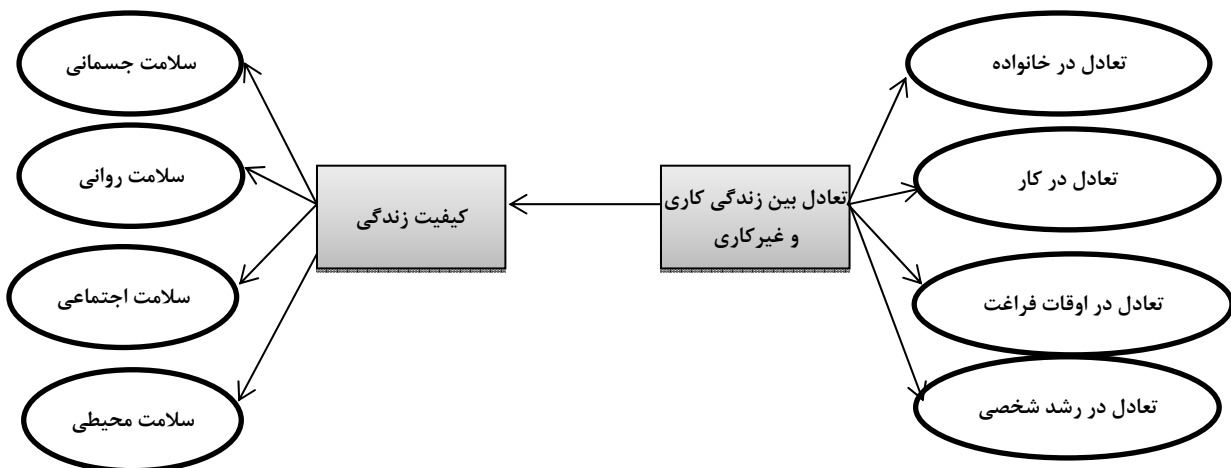 تعادل در خانواده
تعادل در کار
تعادل در اوقات فراغت
تعادل در رشد شخصی
تعادل بین زندگی کاری
و غیرکاری
کیفیت زندگی
سلامت جسمانی
سلامت روانی
سلامت اجتماعی
سلامت محیطی